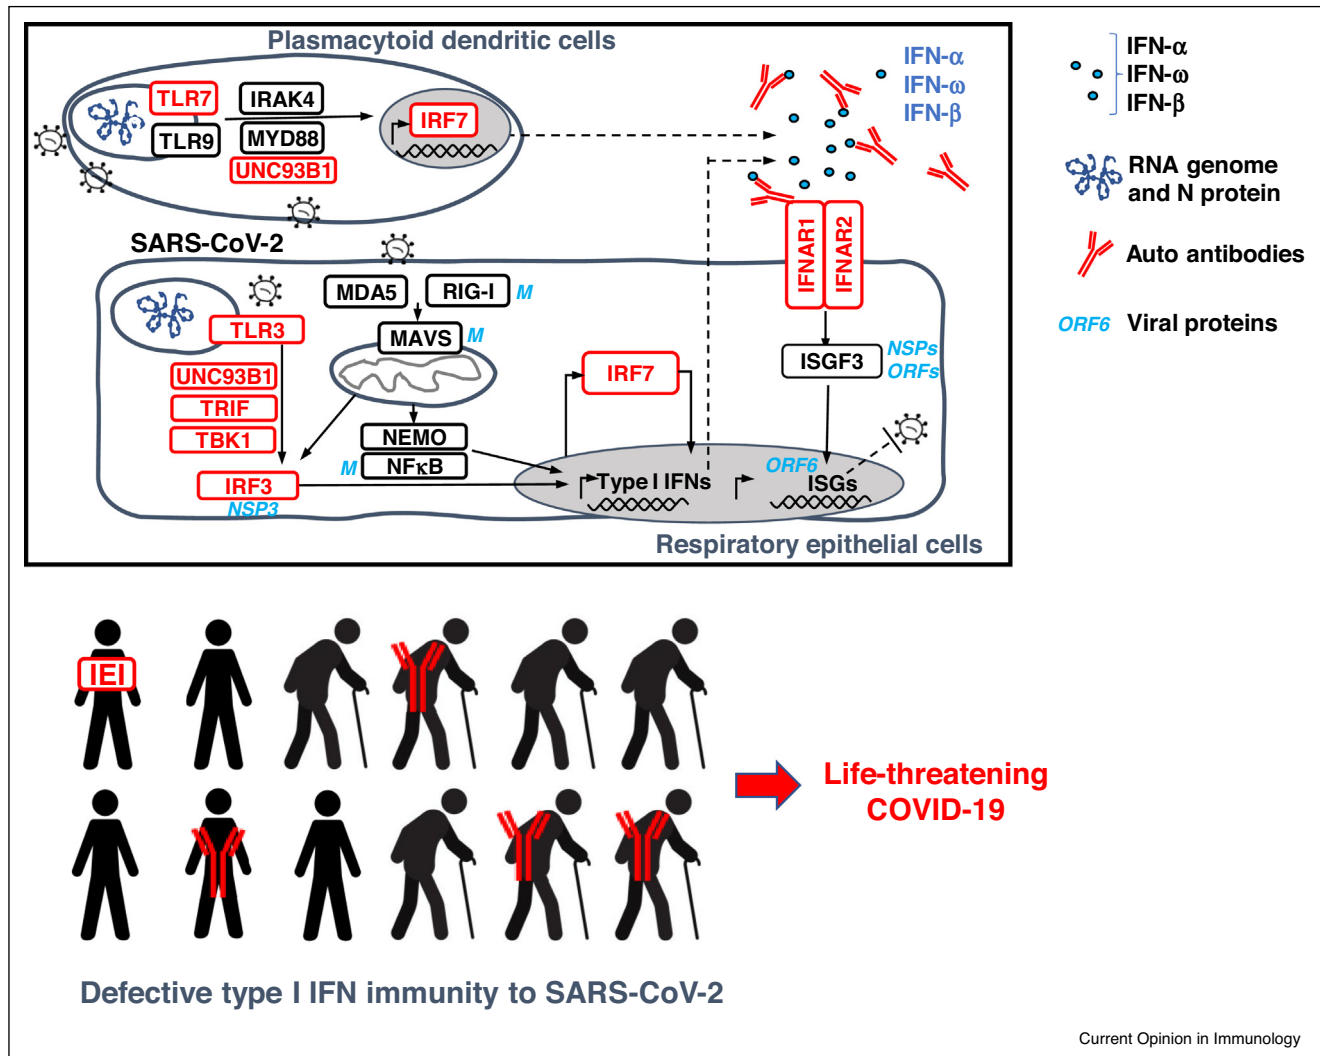 Plasmacytoid dendritic cells
TLR7
TLR9
IRAK4
MYD88
UNC93B1
IRF7
IFN-α
IFN-ω
IFN-β
IFN-α
IFN-ω
IFN-β
RNA genome
and N protein
Auto antibodies
ORF6 Viral proteins
SARS-CoV-2
IFNAR1
IFNAR2
MDA5
RIG-I
M
TLR3
MAVS
M
UNC93B1
TRIF
TBK1
IRF7
ISGF3
NSPs
ORFs
NEMO
M
NFκB
IRF3
NSP3
Type I IFNs
ORF6
ISGs
Respiratory epithelial cells
IEI
Life-threatening
COVID-19
Defective type I IFN immunity to SARS-CoV-2
Current Opinion in Immunology